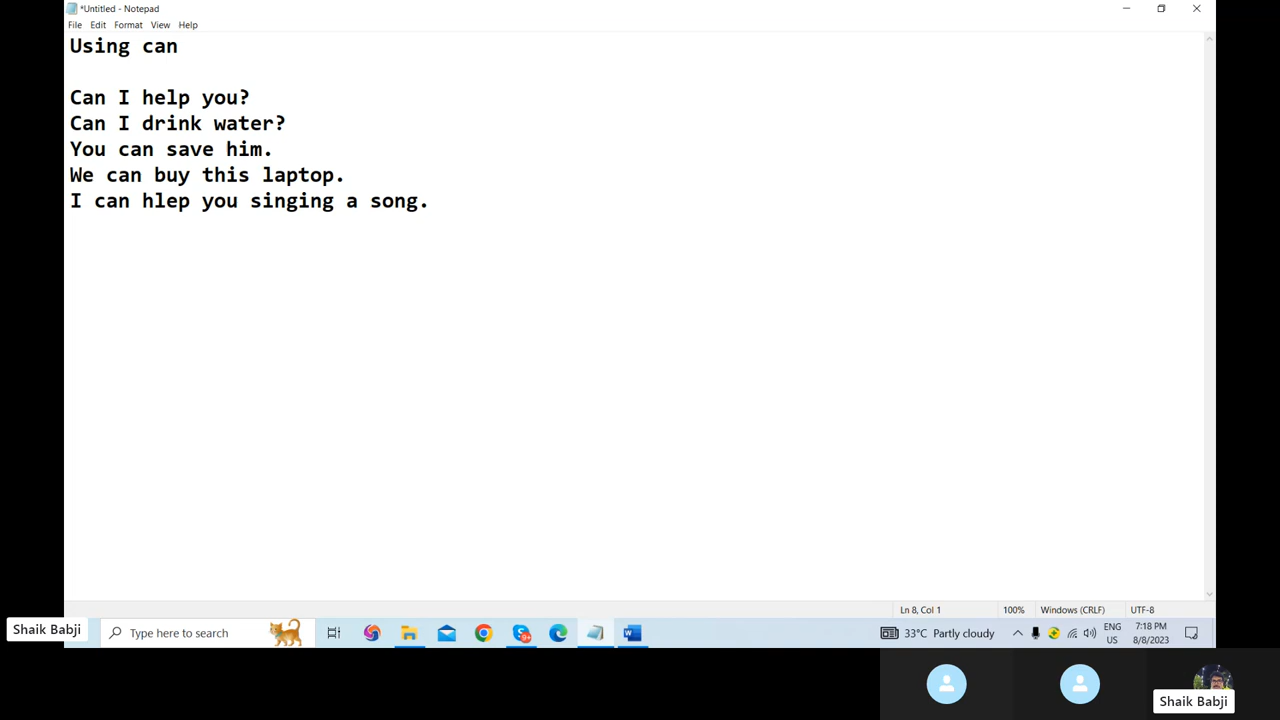 *Untitled - Notepad
File Edit Format View Help
Using can
Can I help you?
Can I drink water?
You can save him.
We can buy this laptop.
I can hlep you singing a song.
Ln 8, Col 1 100% Windows (CRLF) UTF-8
Shaik Babji
Type here to search
9+
33°C Partly cloudy
ENG
US
7:18 PM
8/8/2023
Shaik Babji